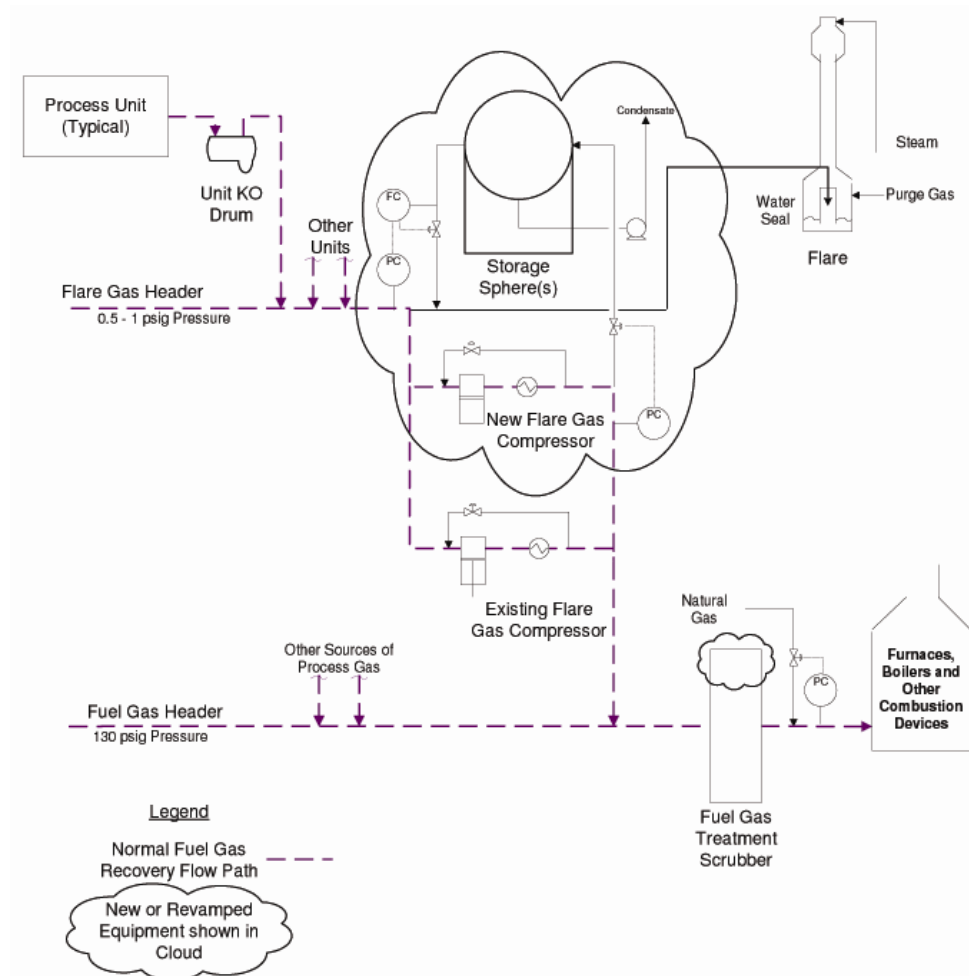 Process Unit
(Typical)
Unit KO
Drum
Other
Units
Flare Gas Header
0.5 - 1 psig Pressure
FC
PC
Condensate
Storage
Sphere(s)
Steam
Purge Gas
Water
Seal
Flare
New Flare Gas
Compressor
PC
Existing Flare
Gas Compressor
Other Sources of
Process Gas
Fuel Gas Header
130 psig Pressure
Natural
Gas
PC
Furnaces,
Boilers and
Other
Combustion
Devices
Fuel Gas
Treatment
Scrubber
Legend
Normal Fuel Gas
Recovery Flow Path
New or Revamped
Equipment shown in
Cloud